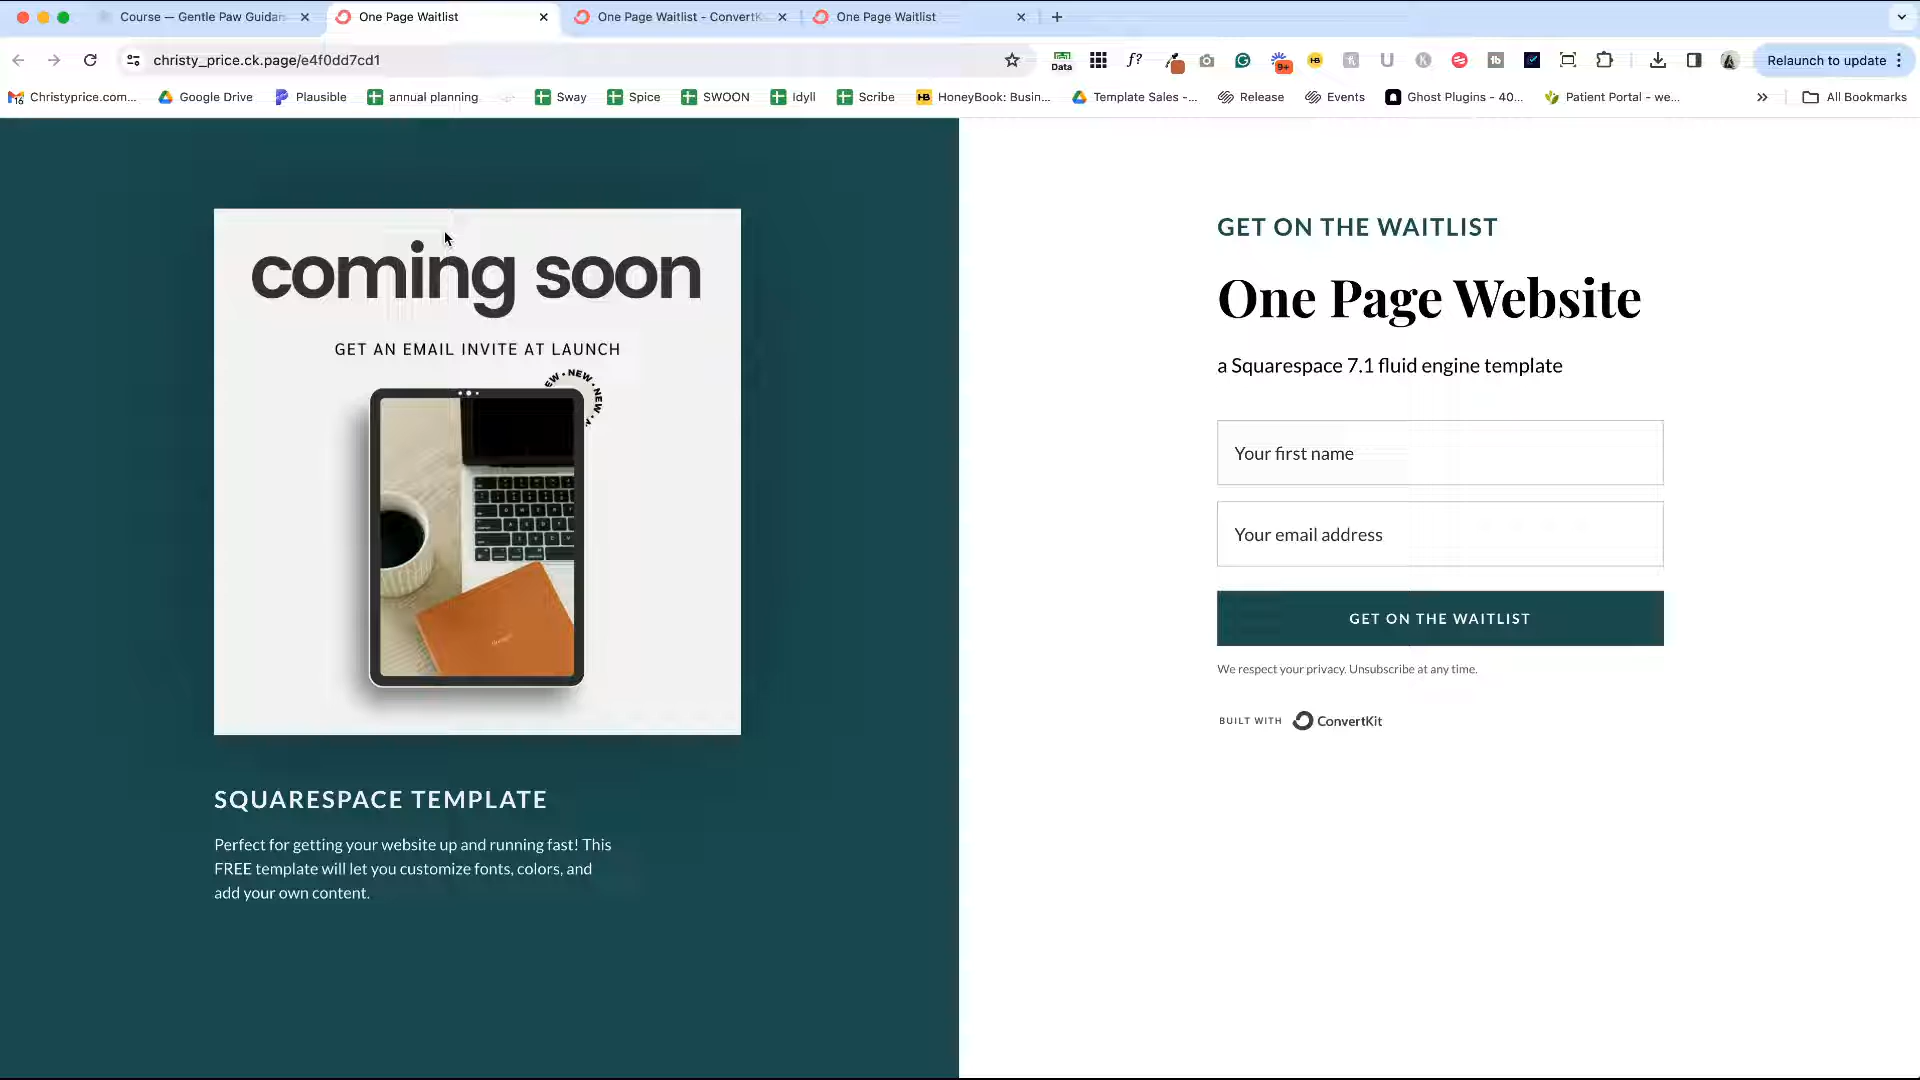 Course — Gentle Paw Guidan
One Page Waitlist
One Page Waitlist - ConvertK
One Page Waitlist
christy_price.ck.page/e4f0dd7cd1
Data
f?
9+
HB
U
Relaunch to update
Christyprice.com...
Google Drive
Plausible
annual planning
Sway
Spice
SWOON
Idyll
Scribe
HB
HoneyBook: Busin...
Template Sales -...
Release
Events
Ghost Plugins - 40...
Patient Portal - we...
All Bookmarks
coming soon
GET AN EMAIL INVITE AT LAUNCH
EW • NEW • NEW •
SQUARESPACE TEMPLATE
Perfect for getting your website up and running fast! This
FREE template will let you customize fonts, colors, and
add your own content.
GET ON THE WAITLIST
One Page Website
a Squarespace 7.1 fluid engine template
Your first name
Your email address
GET ON THE WAITLIST
We respect your privacy. Unsubscribe at any time.
BUILT WITH ConvertKit